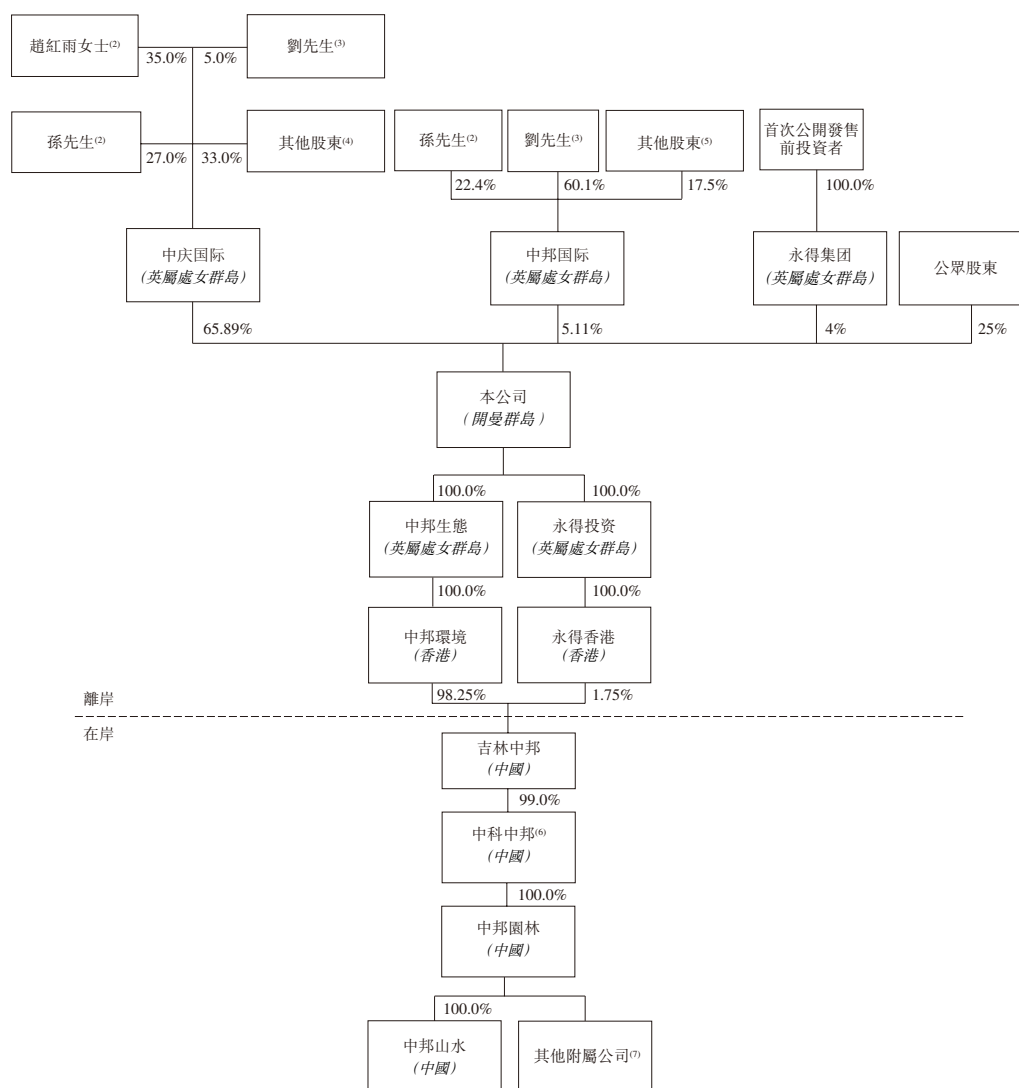 趙紅雨女士(2)
劉先生(3)
35.0%
5.0%
孫先生(2)
其他股東(4)
27.0%
33.0%
孫先生(2)
劉先生(3)
其他股東(5)
首次公開發售
前投資者
22.4%
60.1%
17.5%
100.0%
中庆国际
(英屬處女群島)
中邦国际
(英屬處女群島)
永得集团
(英屬處女群島)
公眾股東
65.89%
5.11%
4%
25%
本公司
(開曼群島)
100.0%
100.0%
中邦生態
(英屬處女群島)
永得投资
(英屬處女群島)
100.0%
100.0%
中邦環境
(香港)
永得香港
(香港)
98.25%
1.75%
離岸
在岸
吉林中邦
(中國)
99.0%
中科中邦(6)
(中國)
100.0%
中邦園林
(中國)
100.0%
中邦山水
(中國)
其他附屬公司(7)